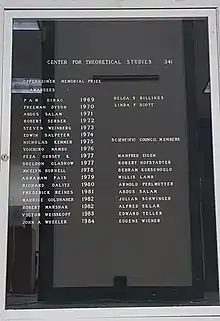 CENTER FOR THEORETICAL STUDIES 341
OPPENHEIMER MEMORIAL PRIZE
AWARDEES
P A M DIRAC 1969
FREEMAN DYSON 1970
ABDUS SALAM 1971
ROBERT SERBER 1972
STEVEN WEINBERG 1973
EDWIN SALPETER 1974
NICHOLAS KEMMER 1975
YOICHIRO NAMBU 1976
FEZA GURSEY & 1977
SHELDON GLASHOW 1977
JOCELYN BURNELL 1978
ABRAHAM PAIS 1979
RICHARD DALITZ 1980
FREDERICK REINES 1981
MAURICE GOLDHABER 1982
ROBERT MARSHAK 1982
VICTOR WEISSKOPF 1983
JOHN A WHEELER 1984
HELGA S BILLINGS
LINDA F SCOTT
SCIENTIFIC COUNCIL MEMBERS
MANFRED EIGEN
ROBERT HOFSTADTER
BEHRAM KURSUNOGLU
WILLIS LAMB
ARNOLD PERLMUTTER
ABDUS SALAM
JULIAN SCHWINGER
ALFRED SKLAR
EDWARD TELLER
EUGENE WIGNER